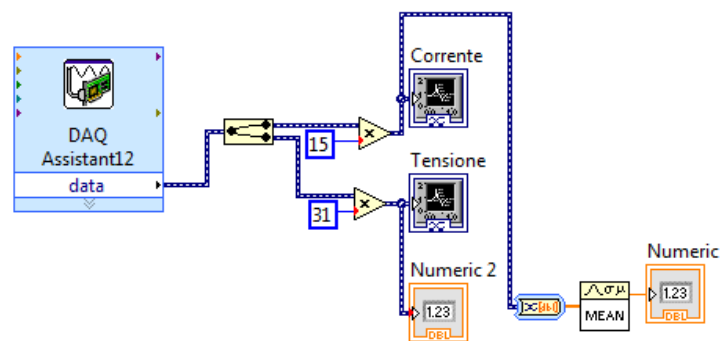 DAQ
Assistant12
data
15
31
Corrente
Tensione
Numeric 2
1.23
DBL
MEAN
Numeric
1.23
DBL